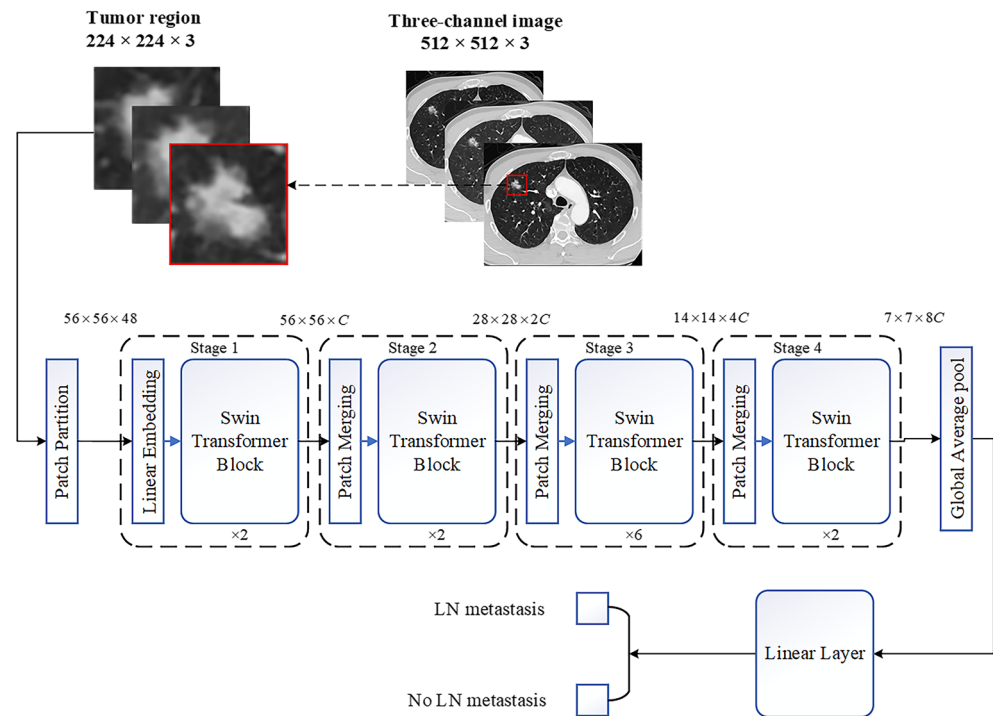 Tumor region
224 × 224 × 3
Three-channel image
512 × 512 × 3
56×56×48
56×56×C
28×28×2C
14×14×4C
7×7×8C
Stage 1
Stage 2
Stage 3
Stage 4
Patch Partition
Linear Embedding
Swin
Transformer
Block
×2
Patch Merging
Swin
Transformer
Block
×2
Patch Merging
Swin
Transformer
Block
×6
Patch Merging
Swin
Transformer
Block
×2
Global Average pool
LN metastasis
No LN metastasis
Linear Layer